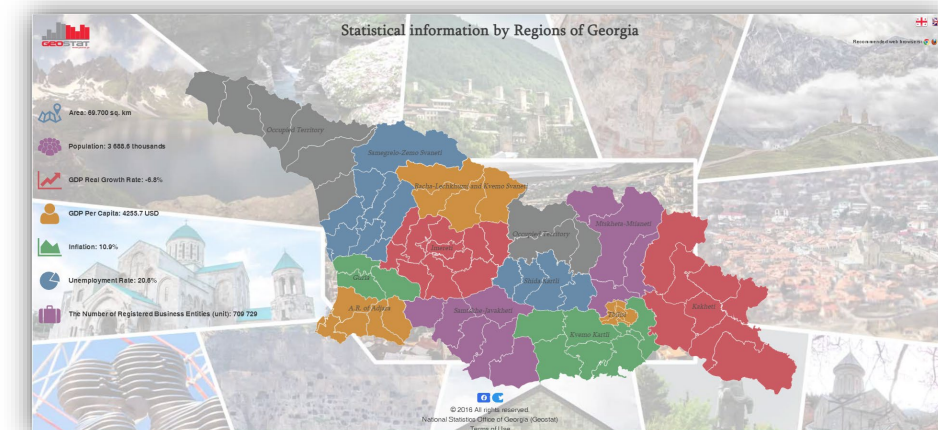 Statistical information by Regions of Georgia
GEOSTAT
Recommended web browsers:
Area: 69.700 sq. km
Population: 3 688.6 thousands
GDP Real Growth Rate: -6.8%
GDP Per Capita: 4255.7 USD
Inflation: 10.9%
Unemployment Rate: 20.6%
The Number of Registered Business Entities (unit): 709 729
Occupied Territory
Samegrelo-Zemo Svaneti
Racha-Lechkhumi and Kvemo Svaneti
Mtskheta-Mtianeti
Occupied Territory
Imereti
Guria
Shida Kartli
Kakheti
A.R. of Adjara
Samtskhe-Javakheti
Tbilisi
Kvemo Kartli
© 2016 All rights reserved.
National Statistics Office of Georgia (Geostat)
Terms of Use